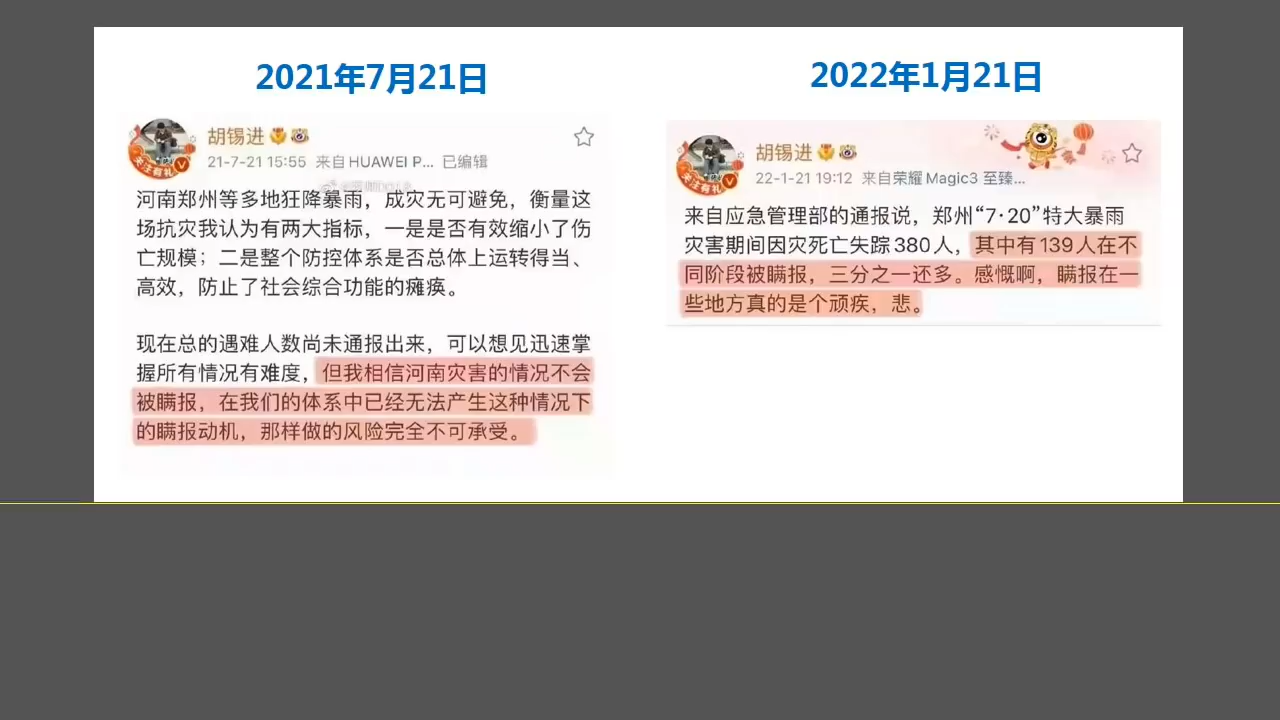 2021年7月21日
胡锡进
21-7-21 15:55 来自 HUAWEI P... 已编辑
河南郑州等多地狂降暴雨，成灾无可避免，衡量这
场抗灾我认为有两大指标，一是是否有效缩小了伤
亡规模；二是整个防控体系是否总体上运转得当、
高效，防止了社会综合功能的瘫痪。
现在总的遇难人数尚未通报出来，可以想见迅速掌
握所有情况有难度，但我相信河南灾害的情况不会
被瞒报，在我们的体系中已经无法产生这种情况下
的瞒报动机，那样做的风险完全不可承受。
2022年1月21日
胡锡进
22-1-21 19:12 来自荣耀Magic3 至臻...
来自应急管理部的通报说，郑州“7·20”特大暴雨
灾害期间因灾死亡失踪380人，其中有139人在不
同阶段被瞒报，三分之一还多。感慨啊，瞒报在一
些地方真的是个顽疾，悲。
关注有礼
关注有礼